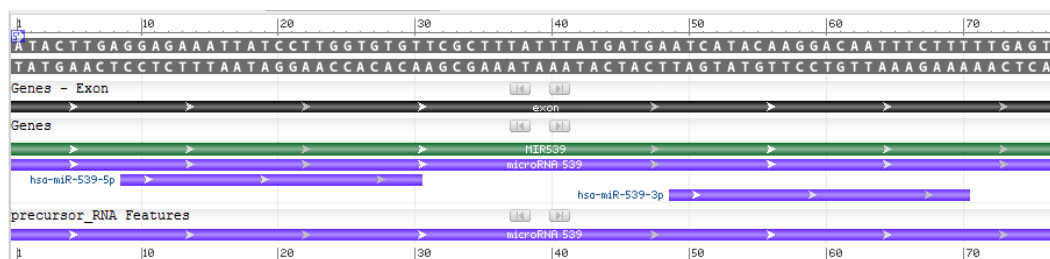 1 10 20 30 40 50 60 70
5'
ATACTTGAGGAGAAATTATCCTTGGTGTGTTCGCTTTATTTATGATGAATCATACAAGGACAATTTCTTTTTGAGT
TATGAACTCCTCTTTAATAGGAACCACACAAGCGAAATAAATACTACTTAGTATGTTCCTGTTAAAGAAAAACTCA
Genes - Exon
exon
Genes
MIR539
microRNA 539
hsa-miR-539-5p
hsa-miR-539-3p
precursor_RNA Features
microRNA 539
1 10 20 30 40 50 60 70